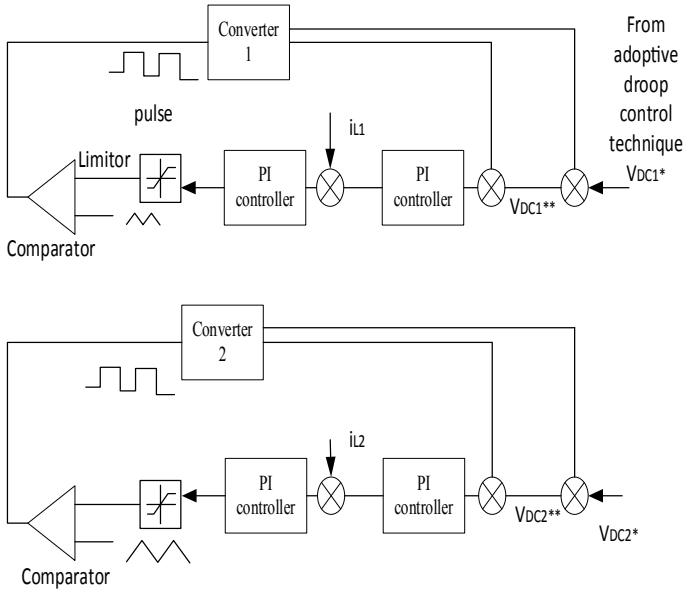 Converter
1
From
adoptive
droop
control
technique
pulse
iL1
Limitor
PI
controller
PI
controller
VDC1*
VDC1**
Comparator
Converter
2
iL2
PI
controller
PI
controller
VDC2**
VDC2*
Comparator